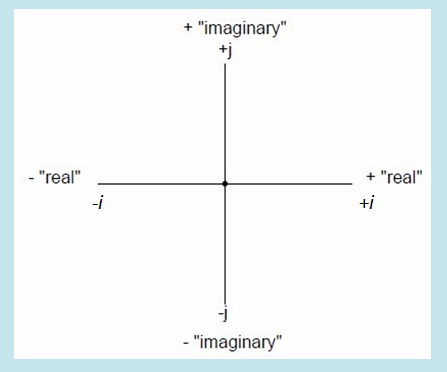 + "imaginary"
+j
- "real"
+ "real"
-i
+i
-j
- "imaginary"